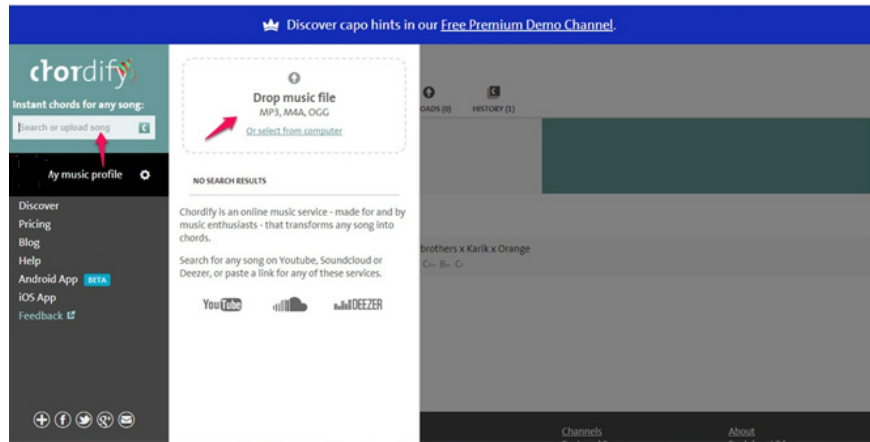 Discover capo hints in our Free Premium Demo Channel.
chordify
Instant chords for any song:
Search or upload song
My music profile
Discover
Pricing
Blog
Help
Android App BETA
iOS App
Feedback
Drop music file
MP3, M4A, OGG
Or select from computer
NO SEARCH RESULTS
Chordify is an online music service - made for and by
music enthusiasts - that transforms any song into
chords.
Search for any song on Youtube, Soundcloud or
Deezer, or paste a link for any of these services.
YouTube
DEEZER
OADS (0) HISTORY (1)
brothers x Karik x Orange
Channels
About